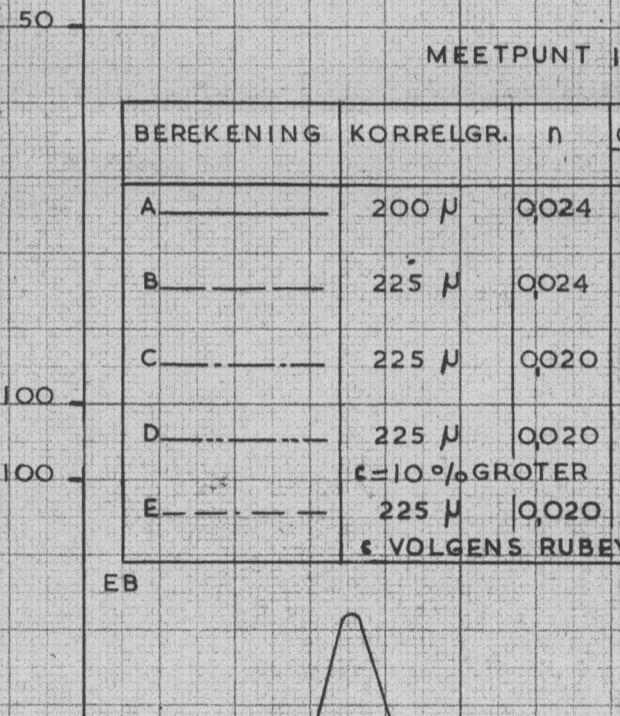 50
MEETPUNT
BEREKENING KORRELGR. n
A 200 μ 0,024
B 225 μ 0,024
C 225 μ 0,020
100
D 225 μ 0,020
c=10% GROTER
100
E 225 μ 0,020
c VOLGENS RUBEY
EB